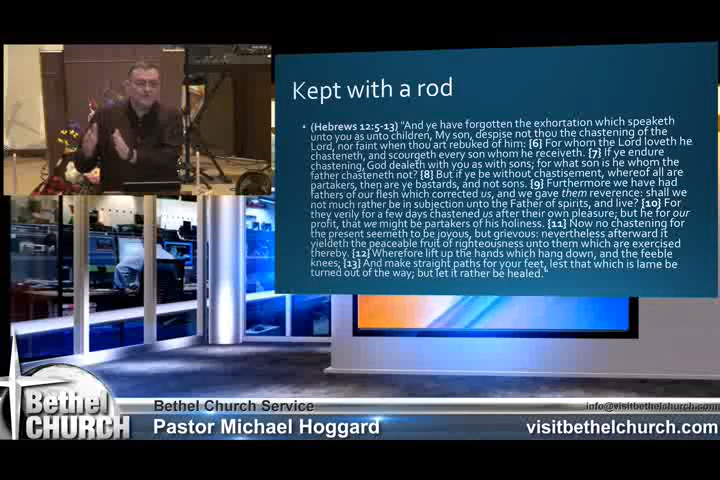 Kept with a rod
• (Hebrews 12:5-13) "And ye have forgotten the exhortation which speaketh
unto you as unto children, My son, despise not thou the chastening of the
Lord, nor faint when thou art rebuked of him: {6} For whom the Lord loveth he
chasteneth, and scourgeth every son whom he receiveth. {7} If ye endure
chastening, God dealeth with you as with sons; for what son is he whom the
father chasteneth not? {8} But if ye be without chastisement, whereof all are
partakers, then are ye bastards, and not sons. {9} Furthermore we have had
fathers of our flesh which corrected us, and we gave them reverence: shall we
not much rather be in subjection unto the Father of spirits, and live? {10} For
they verily for a few days chastened us after their own pleasure; but he for our
profit, that we might be partakers of his holiness. {11} Now no chastening for
the present seemeth to be joyous, but grievous: nevertheless afterward it
yieldeth the peaceable fruit of righteousness unto them which are exercised
thereby. {12} Wherefore lift up the hands which hang down, and the feeble
knees; {13} And make straight paths for your feet, lest that which is lame be
turned out of the way; but let it rather be healed."
Bethel
CHURCH
Bethel Church Service
info@visitbethelchurch.com
Pastor Michael Hoggard
visitbethelchurch.com